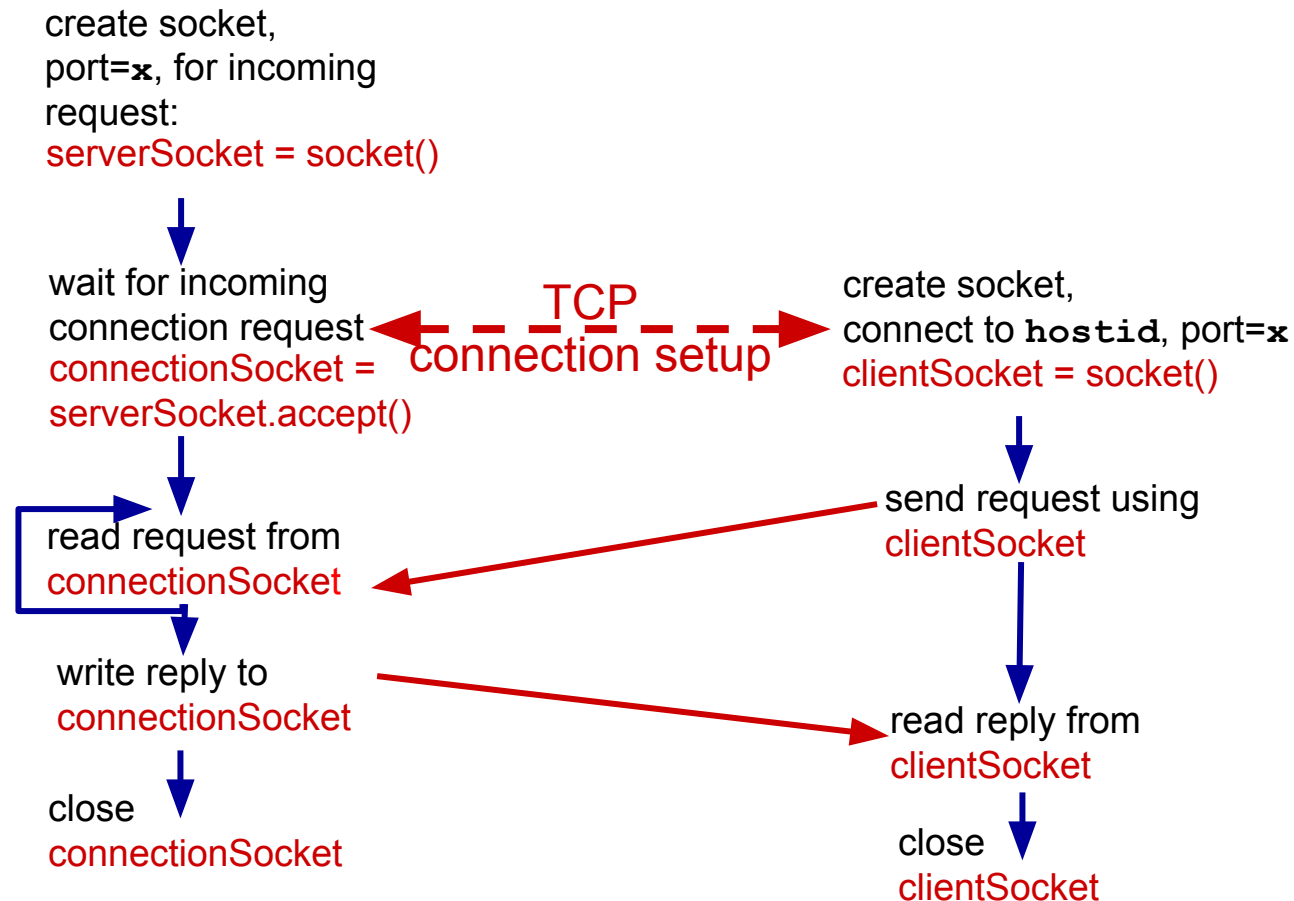 create socket,
port=x, for incoming
request:
serverSocket = socket()
wait for incoming
connection request
connectionSocket =
serverSocket.accept()
TCP
connection setup
create socket,
connect to hostid, port=x
clientSocket = socket()
read request from
connectionSocket
send request using
clientSocket
write reply to
connectionSocket
read reply from
clientSocket
close
connectionSocket
close
clientSocket